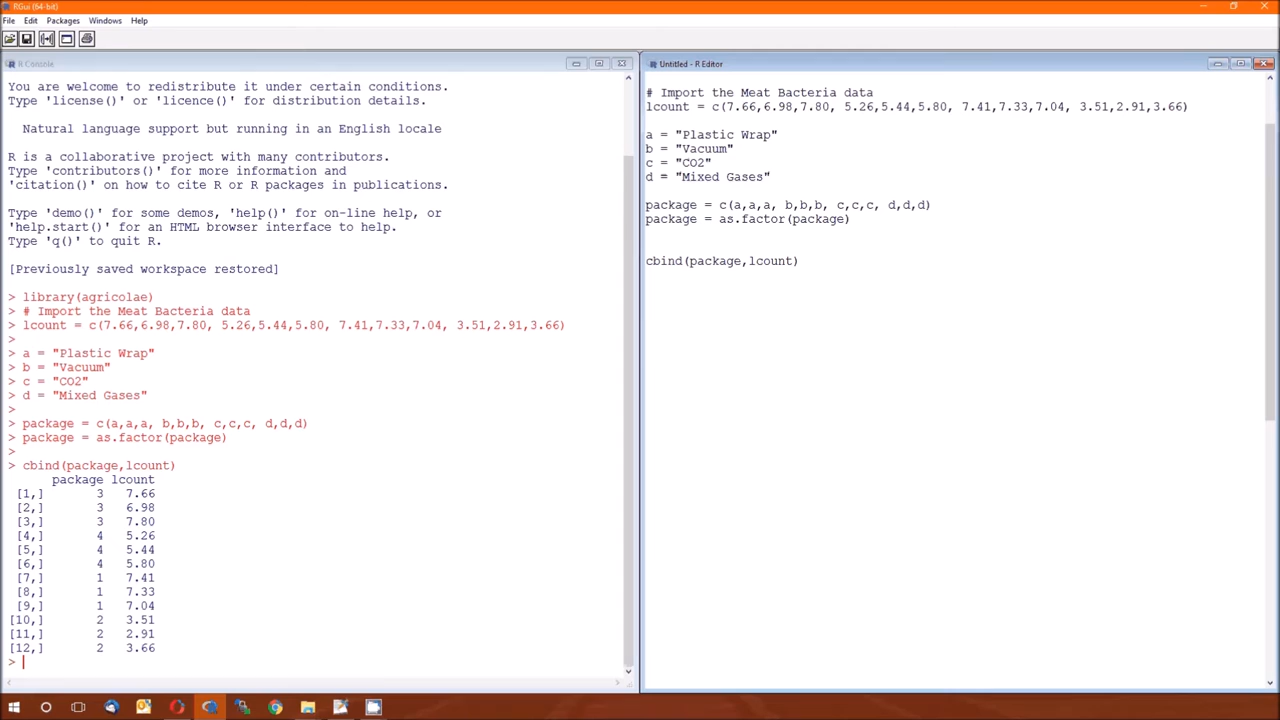 RGui (64-bit)
File Edit Packages Windows Help
R Console
You are welcome to redistribute it under certain conditions.
Type 'license()' or 'licence()' for distribution details.
Natural language support but running in an English locale
R is a collaborative project with many contributors.
Type 'contributors()' for more information and
'citation()' on how to cite R or R packages in publications.
Type 'demo()' for some demos, 'help()' for on-line help, or
'help.start()' for an HTML browser interface to help.
Type 'q()' to quit R.
[Previously saved workspace restored]
> library(agricolae)
> # Import the Meat Bacteria data
> lcount = c(7.66,6.98,7.80, 5.26,5.44,5.80, 7.41,7.33,7.04, 3.51,2.91,3.66)
>
> a = "Plastic Wrap"
> b = "Vacuum"
> c = "CO2"
> d = "Mixed Gases"
>
> package = c(a,a,a, b,b,b, c,c,c, d,d,d)
> package = as.factor(package)
>
> cbind(package,lcount)
package lcount
[1,] 3 7.66
[2,] 3 6.98
[3,] 3 7.80
[4,] 4 5.26
[5,] 4 5.44
[6,] 4 5.80
[7,] 1 7.41
[8,] 1 7.33
[9,] 1 7.04
[10,] 2 3.51
[11,] 2 2.91
[12,] 2 3.66
>
Untitled - R Editor
# Import the Meat Bacteria data
lcount = c(7.66,6.98,7.80, 5.26,5.44,5.80, 7.41,7.33,7.04, 3.51,2.91,3.66)
a = "Plastic Wrap"
b = "Vacuum"
c = "CO2"
d = "Mixed Gases"
package = c(a,a,a, b,b,b, c,c,c, d,d,d)
package = as.factor(package)
cbind(package,lcount)